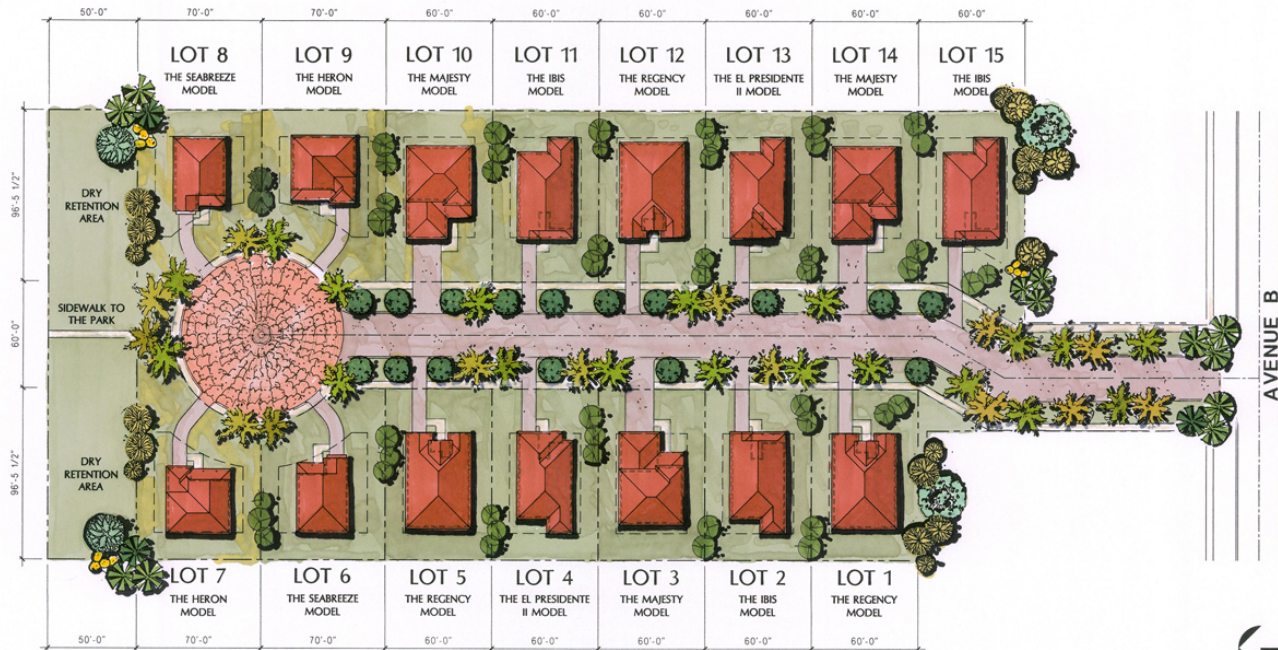 50'-0"
70'-0"
70'-0"
60'-0"
60'-0"
60'-0"
60'-0"
60'-0"
60'-0"
LOT 8
THE SEABREEZE
MODEL
LOT 9
THE HERON
MODEL
LOT 10
THE MAJESTY
MODEL
LOT 11
THE IBIS
MODEL
LOT 12
THE REGENCY
MODEL
LOT 13
THE EL PRESIDENTE
II MODEL
LOT 14
THE MAJESTY
MODEL
LOT 15
THE IBIS
MODEL
96'-5 1/2"
DRY
RETENTION
AREA
SIDEWALK TO
THE PARK
60'-0"
AVENUE B
96'-5 1/2"
DRY
RETENTION
AREA
LOT 7
THE HERON
MODEL
LOT 6
THE SEABREEZE
MODEL
LOT 5
THE REGENCY
MODEL
LOT 4
THE EL PRESIDENTE
II MODEL
LOT 3
THE MAJESTY
MODEL
LOT 2
THE IBIS
MODEL
LOT 1
THE REGENCY
MODEL
50'-0"
70'-0"
70'-0"
60'-0"
60'-0"
60'-0"
60'-0"
60'-0"